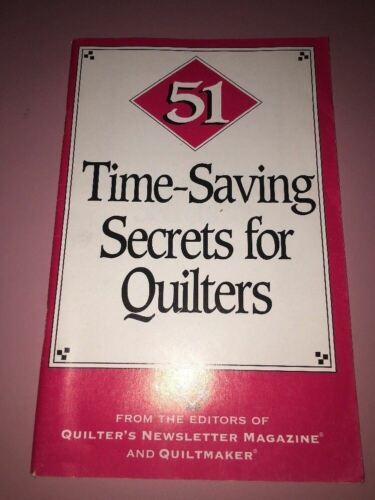 51
Time-Saving
Secrets for
Quilters
FROM THE EDITORS OF
QUILTER'S NEWSLETTER MAGAZINE®
AND QUILTMAKER®